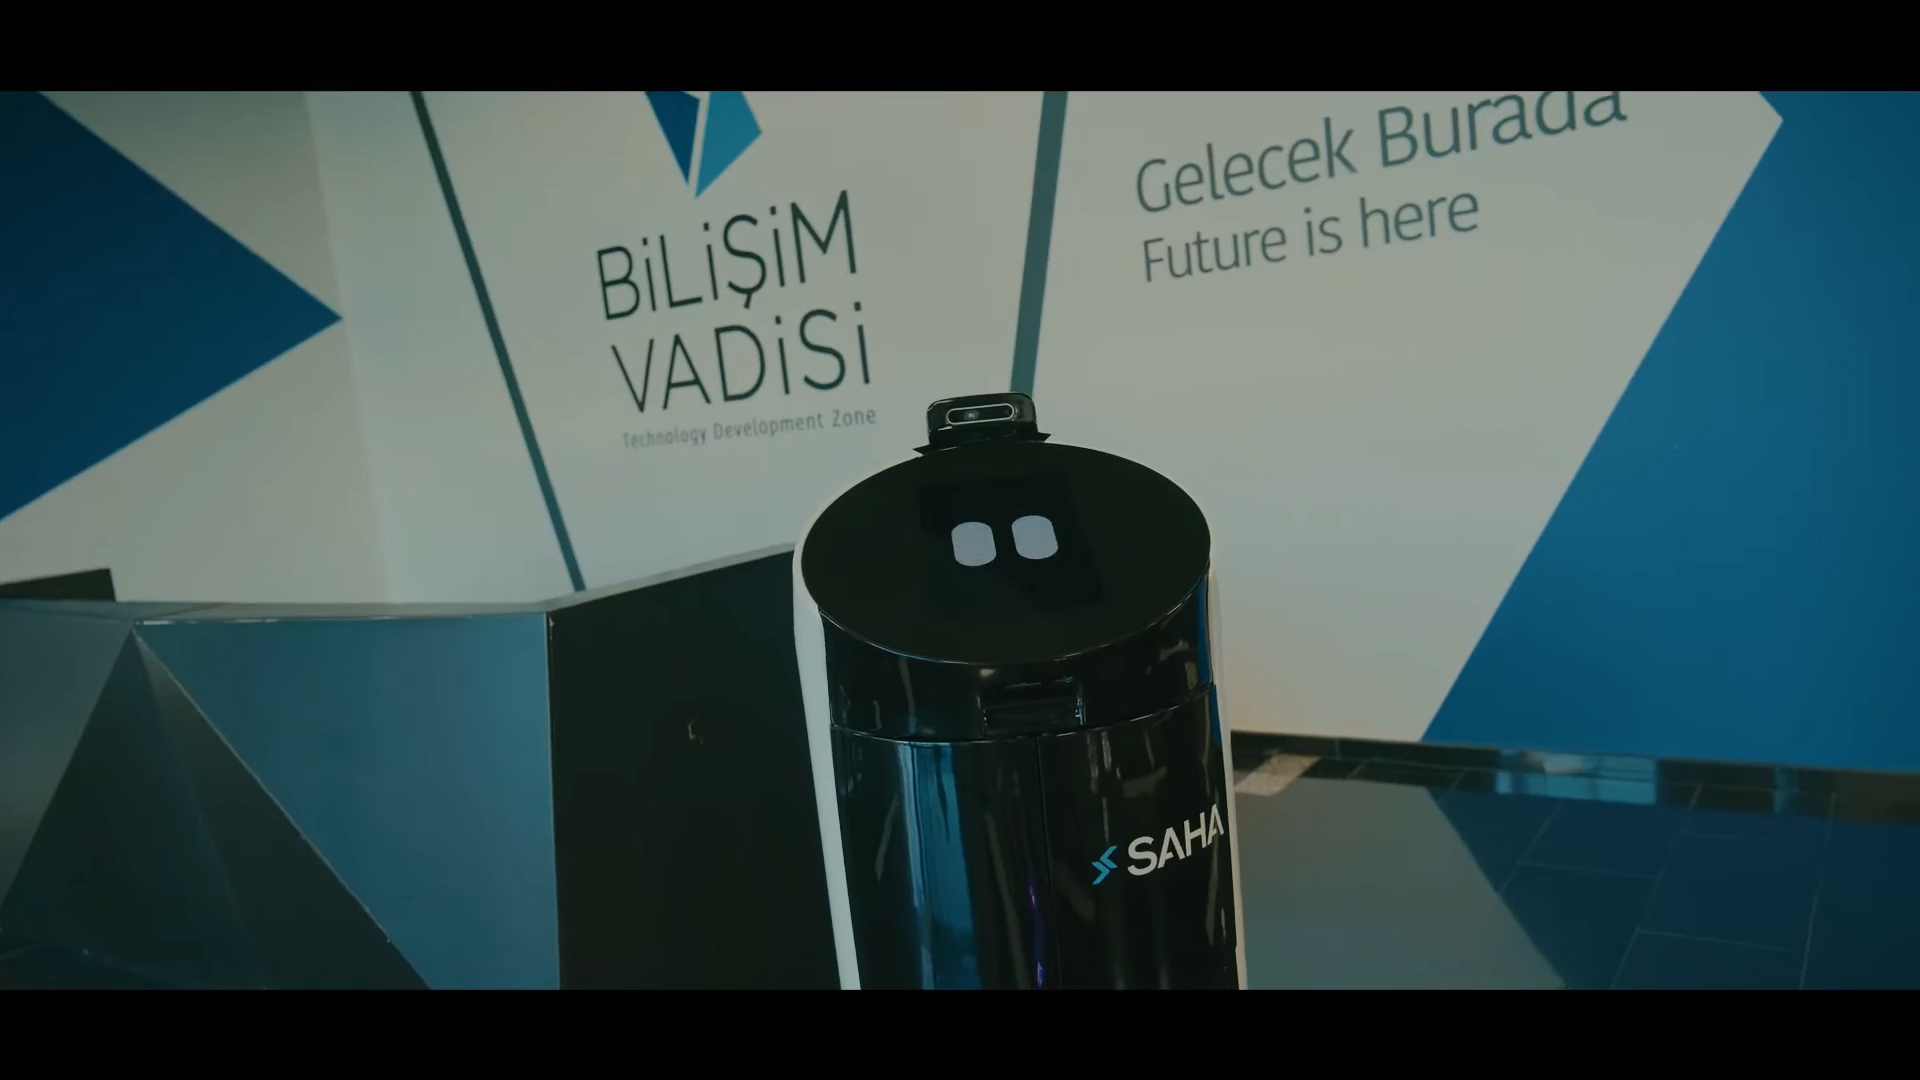 BiLiŞiM
VADiSi
Technology Development Zone
Gelecek Burada
Future is here
SAHA